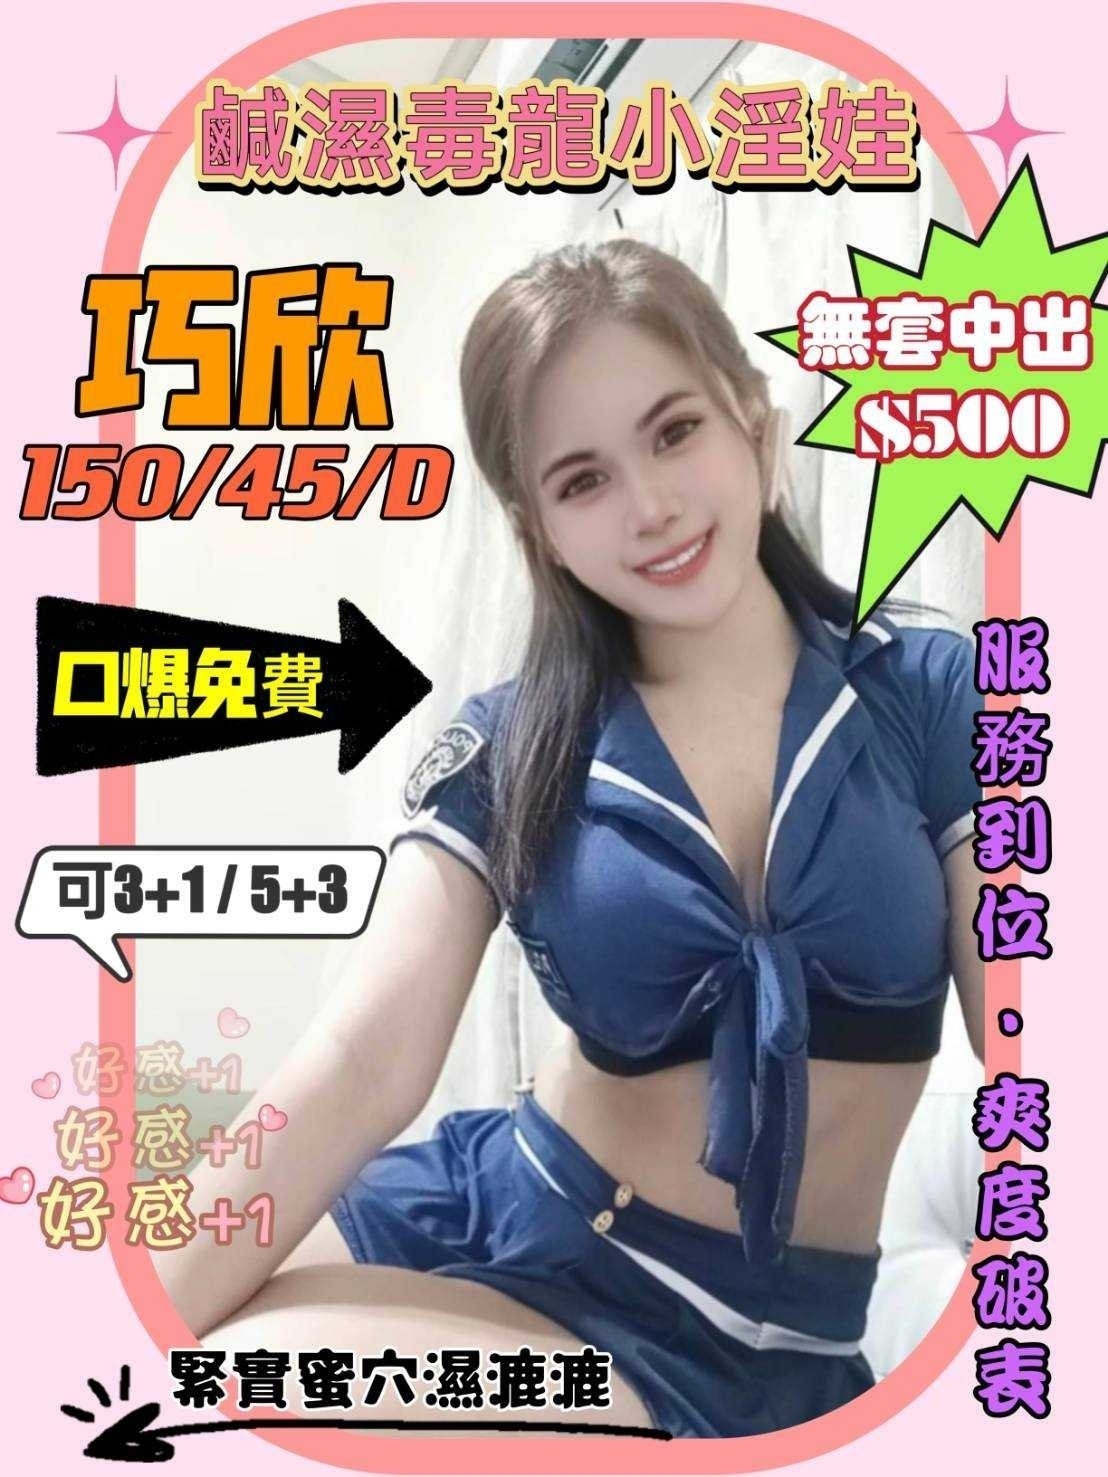 鹹濕毒龍小淫娃
巧欣
150/45/D
無套中出
$500
口爆免費
可3+1 / 5+3
服務到位・爽度破表
好感+1
好感+1
好感+1
緊實蜜穴濕漉漉